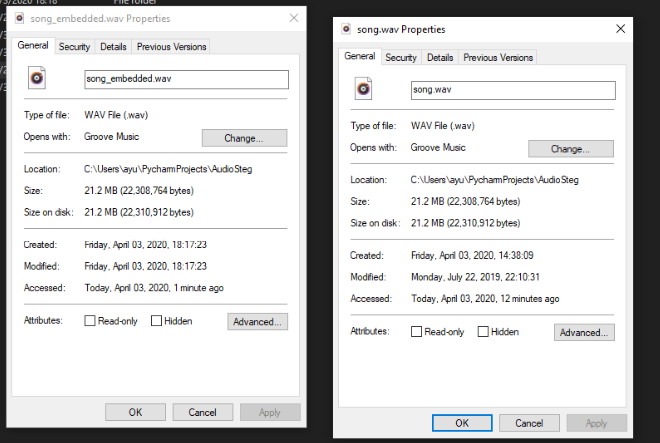 3/2020 18:18 File folder
song_embedded.wav Properties
General Security Details Previous Versions
song_embedded.wav
Type of file: WAV File (.wav)
Opens with: Groove Music Change...
Location: C:\Users\ayu\PycharmProjects\AudioSteg
Size: 21.2 MB (22,308,764 bytes)
Size on disk: 21.2 MB (22,310,912 bytes)
Created: Friday, April 03, 2020, 18:17:23
Modified: Friday, April 03, 2020, 18:17:23
Accessed: Today, April 03, 2020, 1 minute ago
Attributes: Read-only Hidden Advanced...
OK Cancel Apply
song.wav Properties
General Security Details Previous Versions
song.wav
Type of file: WAV File (.wav)
Opens with: Groove Music Change...
Location: C:\Users\ayu\PycharmProjects\AudioSteg
Size: 21.2 MB (22,308,764 bytes)
Size on disk: 21.2 MB (22,310,912 bytes)
Created: Friday, April 03, 2020, 14:38:09
Modified: Monday, July 22, 2019, 22:10:31
Accessed: Today, April 03, 2020, 12 minutes ago
Attributes: Read-only Hidden Advanced...
OK Cancel Apply